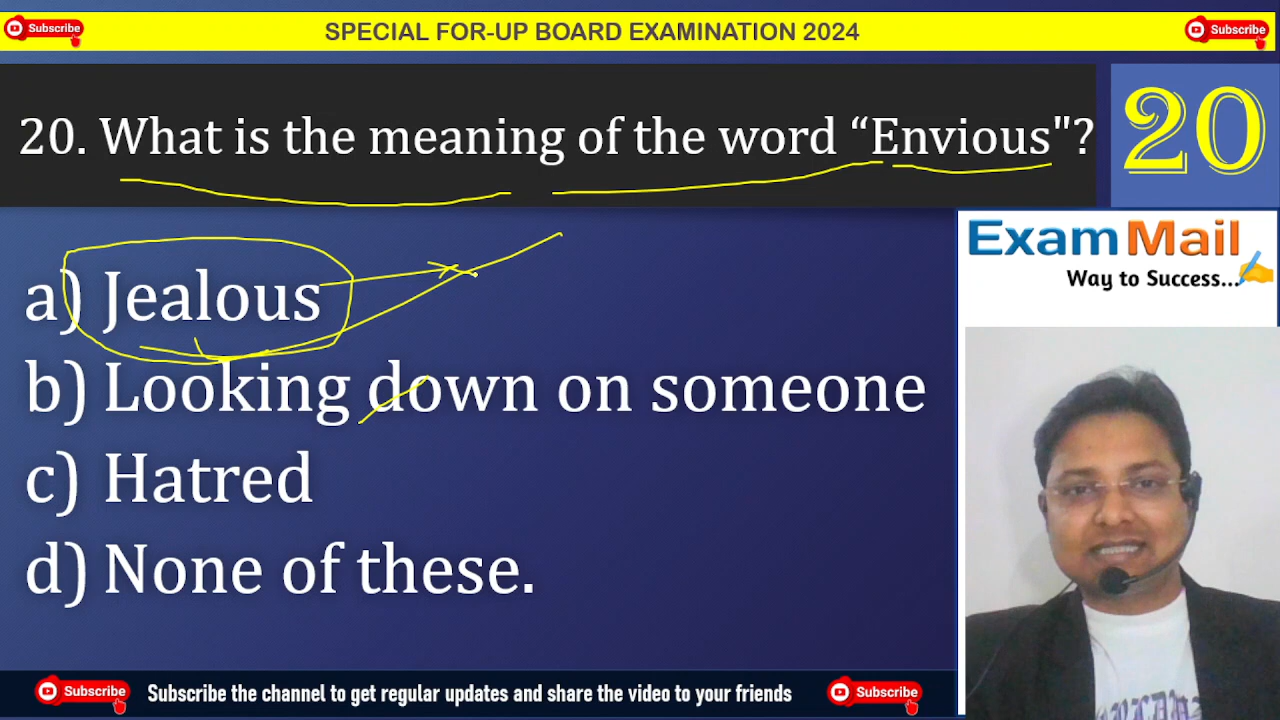 Subscribe
SPECIAL FOR-UP BOARD EXAMINATION 2024
Subscribe
20. What is the meaning of the word “Envious"?
20
Exam Mail
Way to Success...
a) Jealous
b) Looking down on someone
c) Hatred
d) None of these.
Subscribe
Subscribe the channel to get regular updates and share the video to your friends
Subscribe